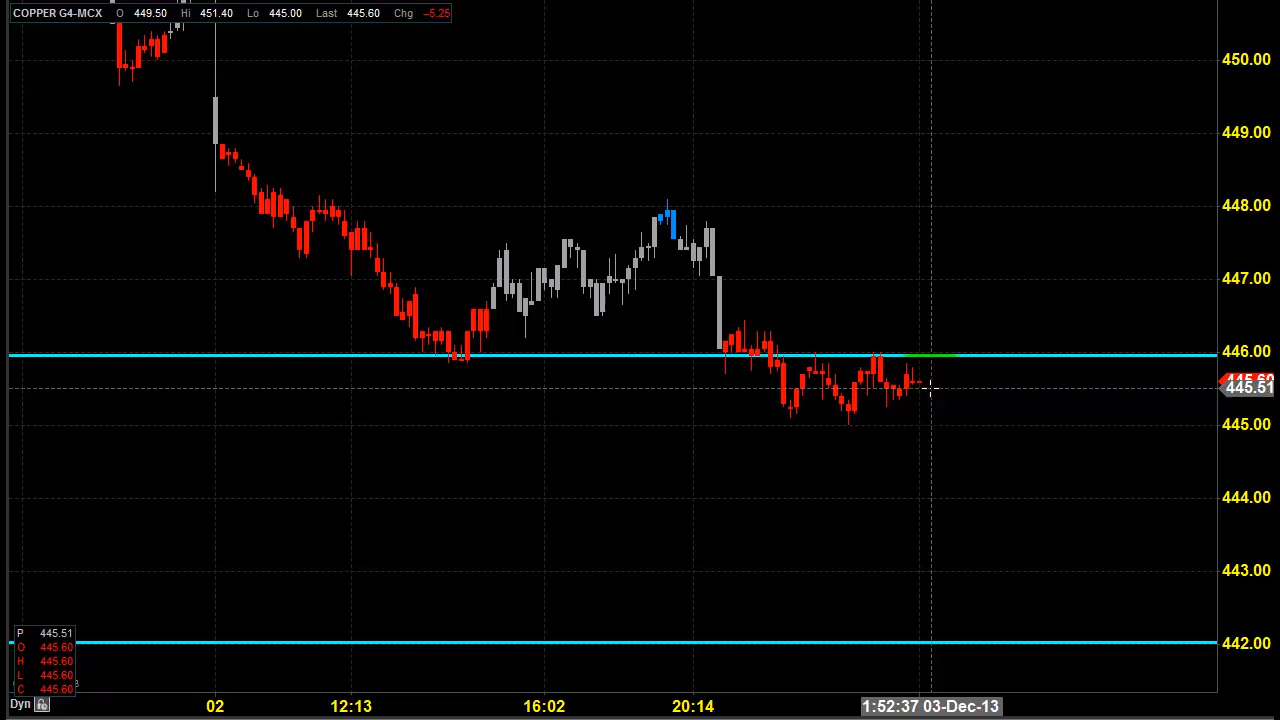 COPPER G4-MCX O 449.50 Hi 451.40 Lo 445.00 Last 445.60 Chg –5.25
450.00
449.00
448.00
447.00
446.00
445.60
445.51
445.00
444.00
443.00
442.00
P 445.51
O 445.60
H 445.60
L 445.60
C 445.60
Dyn
02 12:13 16:02 20:14 1:52:37 03-Dec-13